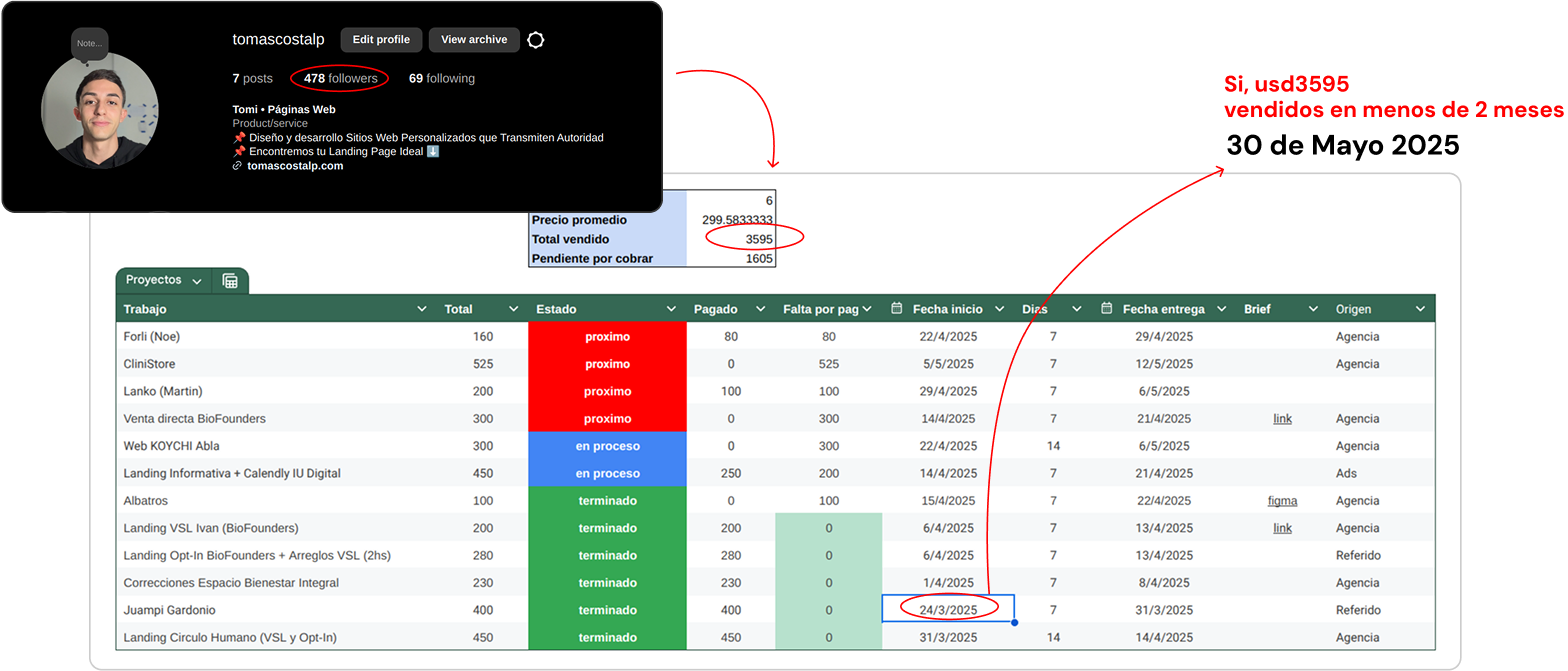 Note...
tomascostalp Edit profile View archive
7 posts 478 followers 69 following
Tomi • Páginas Web
Product/service
📌 Diseño y desarrollo Sitios Web Personalizados que Transmiten Autoridad
📌 Encontremos tu Landing Page Ideal ⬇️
tomascostalp.com
Si, usd3595
vendidos en menos de 2 meses
30 de Mayo 2025
6
Precio promedio 299.5833333
Total vendido 3595
Pendiente por cobrar 1605
Proyectos
Trabajo Total Estado Pagado Falta por pag Fecha inicio Días Fecha entrega Brief Origen
Forli (Noe) 160 proximo 80 80 22/4/2025 7 29/4/2025 Agencia
CliniStore 525 proximo 0 525 5/5/2025 7 12/5/2025 Agencia
Lanko (Martin) 200 proximo 100 100 29/4/2025 7 6/5/2025
Venta directa BioFounders 300 proximo 0 300 14/4/2025 7 21/4/2025 link Agencia
Web KOYCHI Abla 300 en proceso 0 300 22/4/2025 14 6/5/2025 Agencia
Landing Informativa + Calendly IU Digital 450 en proceso 250 200 14/4/2025 7 21/4/2025 Ads
Albatros 100 terminado 0 100 15/4/2025 7 22/4/2025 figma Agencia
Landing VSL Ivan (BioFounders) 200 terminado 200 0 6/4/2025 7 13/4/2025 link Agencia
Landing Opt-In BioFounders + Arreglos VSL (2hs) 280 terminado 280 0 6/4/2025 7 13/4/2025 Referido
Correcciones Espacio Bienestar Integral 230 terminado 230 0 1/4/2025 7 8/4/2025 Agencia
Juampi Gardonio 400 terminado 400 0 24/3/2025 7 31/3/2025 Referido
Landing Circulo Humano (VSL y Opt-In) 450 terminado 450 0 31/3/2025 14 14/4/2025 Agencia